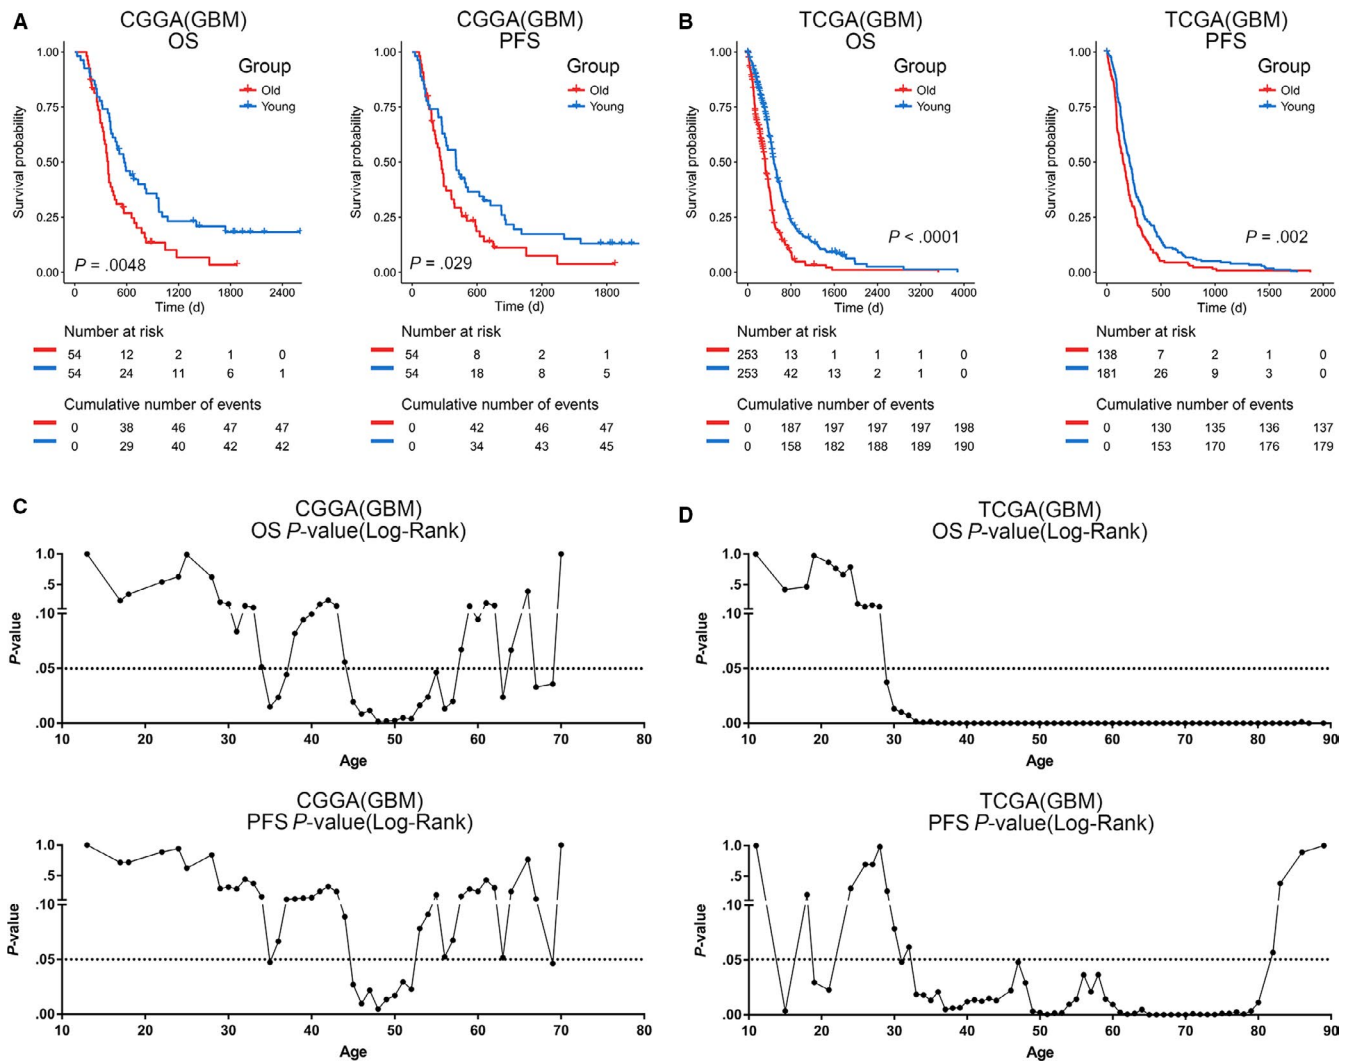 A
CGGA(GBM)
OS
Survival probability
1.00
0.75
0.50
0.25
0.00
Group
Old
Young
P = .0048
0 600 1200 1800 2400
Time (d)
Number at risk
54 12 2 1 0
54 24 11 6 1
Cumulative number of events
0 38 46 47 47
0 29 40 42 42
CGGA(GBM)
PFS
Survival probability
1.00
0.75
0.50
0.25
0.00
Group
Old
Young
P = .029
0 600 1200 1800
Time (d)
Number at risk
54 8 2 1
54 18 8 5
Cumulative number of events
0 42 46 47
0 34 43 45
B
TCGA(GBM)
OS
Survival probability
1.00
0.75
0.50
0.25
0.00
Group
Old
Young
P < .0001
0 800 1600 2400 3200 4000
Time (d)
Number at risk
253 13 1 1 1 0
253 42 13 2 1 0
Cumulative number of events
0 187 197 197 197 198
0 158 182 188 189 190
TCGA(GBM)
PFS
Survival probability
1.00
0.75
0.50
0.25
0.00
Group
Old
Young
P = .002
0 500 1000 1500 2000
Time (d)
Number at risk
138 7 2 1 0
181 26 9 3 0
Cumulative number of events
0 130 135 136 137
0 153 170 176 179
C
CGGA(GBM)
OS P-value(Log-Rank)
P-value
1.0
.5
.10
.05
.00
10 20 30 40 50 60 70 80
Age
CGGA(GBM)
PFS P-value(Log-Rank)
P-value
1.0
.5
.10
.05
.00
10 20 30 40 50 60 70 80
Age
D
TCGA(GBM)
OS P-value(Log-Rank)
P-value
1.0
.5
.10
.05
.00
10 20 30 40 50 60 70 80 90
Age
TCGA(GBM)
PFS P-value(Log-Rank)
P-value
1.0
.5
.10
.05
.00
10 20 30 40 50 60 70 80 90
Age